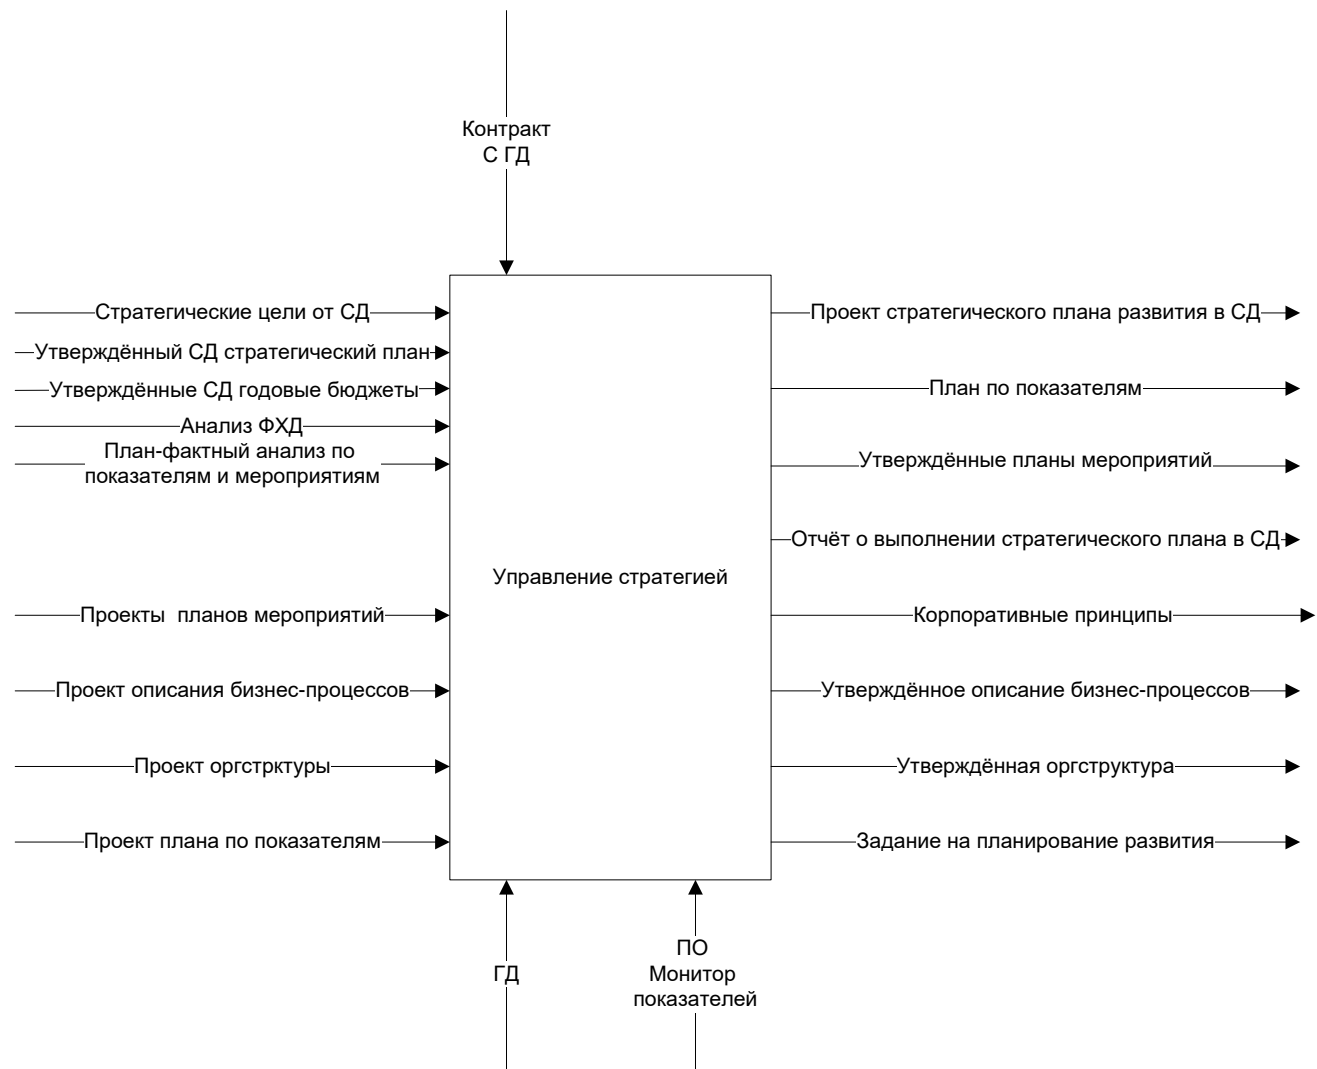 Контракт
С ГД
Стратегические цели от СД
Утверждённый СД стратегический план
Утверждённые СД годовые бюджеты
Анализ ФХД
План-фактный анализ по
показателям и мероприятиям
Проекты  планов мероприятий
Проект описания бизнес-процессов
Проект оргстрктуры
Проект плана по показателям
Управление стратегией
Проект стратегического плана развития в СД
План по показателям
Утверждённые планы мероприятий
Отчёт о выполнении стратегического плана в СД
Корпоративные принципы
Утверждённое описание бизнес-процессов
Утверждённая оргструктура
Задание на планирование развития
ГД
ПО
Монитор
показателей